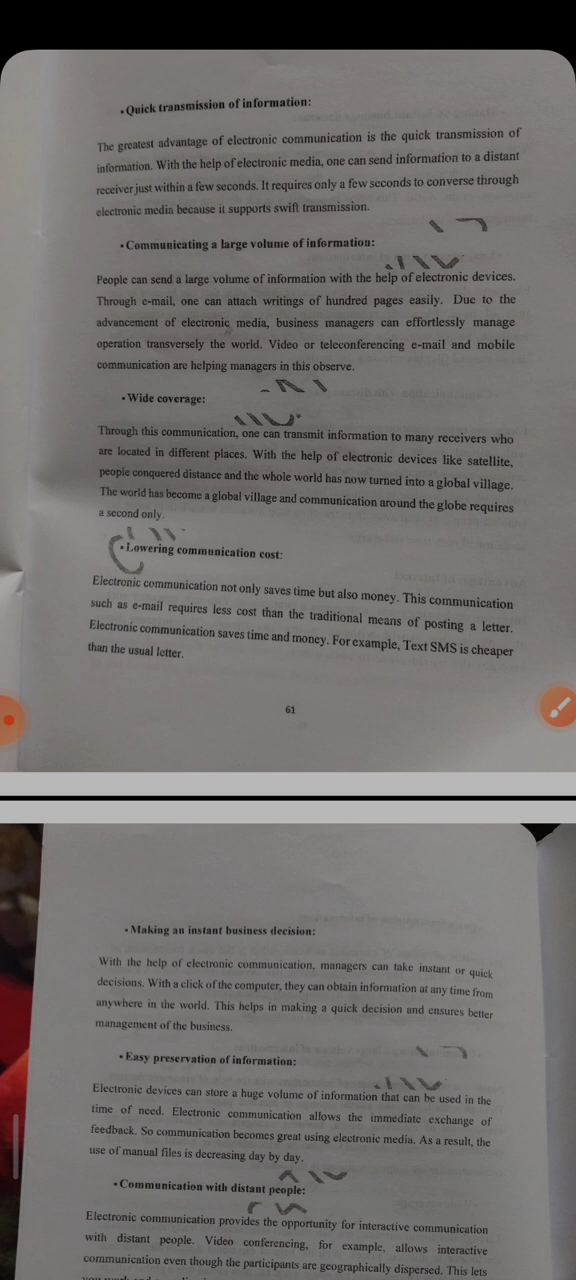 • Quick transmission of information:
The greatest advantage of electronic communication is the quick transmission of
information. With the help of electronic media, one can send information to a distant
receiver just within a few seconds. It requires only a few seconds to converse through
electronic media because it supports swift transmission.
• Communicating a large volume of information:
People can send a large volume of information with the help of electronic devices.
Through e-mail, one can attach writings of hundred pages easily. Due to the
advancement of electronic media, business managers can effortlessly manage
operation transversely the world. Video or teleconferencing e-mail and mobile
communication are helping managers in this observe.
• Wide coverage:
Through this communication, one can transmit information to many receivers who
are located in different places. With the help of electronic devices like satellite,
people conquered distance and the whole world has now turned into a global village.
The world has become a global village and communication around the globe requires
a second only.
• Lowering communication cost:
Electronic communication not only saves time but also money. This communication
such as e-mail requires less cost than the traditional means of posting a letter.
Electronic communication saves time and money. For example, Text SMS is cheaper
than the usual letter.
61
• Making an instant business decision:
With the help of electronic communication, managers can take instant or quick
decisions. With a click of the computer, they can obtain information at any time from
anywhere in the world. This helps in making a quick decision and ensures better
management of the business.
• Easy preservation of information:
Electronic devices can store a huge volume of information that can be used in the
time of need. Electronic communication allows the immediate exchange of
feedback. So communication becomes great using electronic media. As a result, the
use of manual files is decreasing day by day.
• Communication with distant people:
Electronic communication provides the opportunity for interactive communication
with distant people. Video conferencing, for example, allows interactive
communication even though the participants are geographically dispersed. This lets